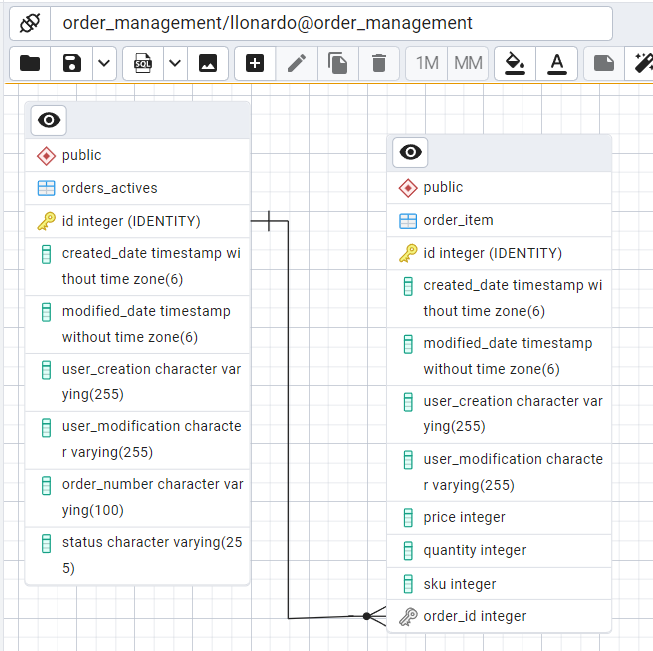 order_management/llonardo@order_management
SQL
1M
MM
A
public
orders_actives
id integer (IDENTITY)
created_date timestamp wi
thout time zone(6)
modified_date timestamp
without time zone(6)
user_creation character var
ying(255)
user_modification characte
r varying(255)
order_number character var
ying(100)
status character varying(25
5)
public
order_item
id integer (IDENTITY)
created_date timestamp wi
thout time zone(6)
modified_date timestamp
without time zone(6)
user_creation character var
ying(255)
user_modification characte
r varying(255)
price integer
quantity integer
sku integer
order_id integer